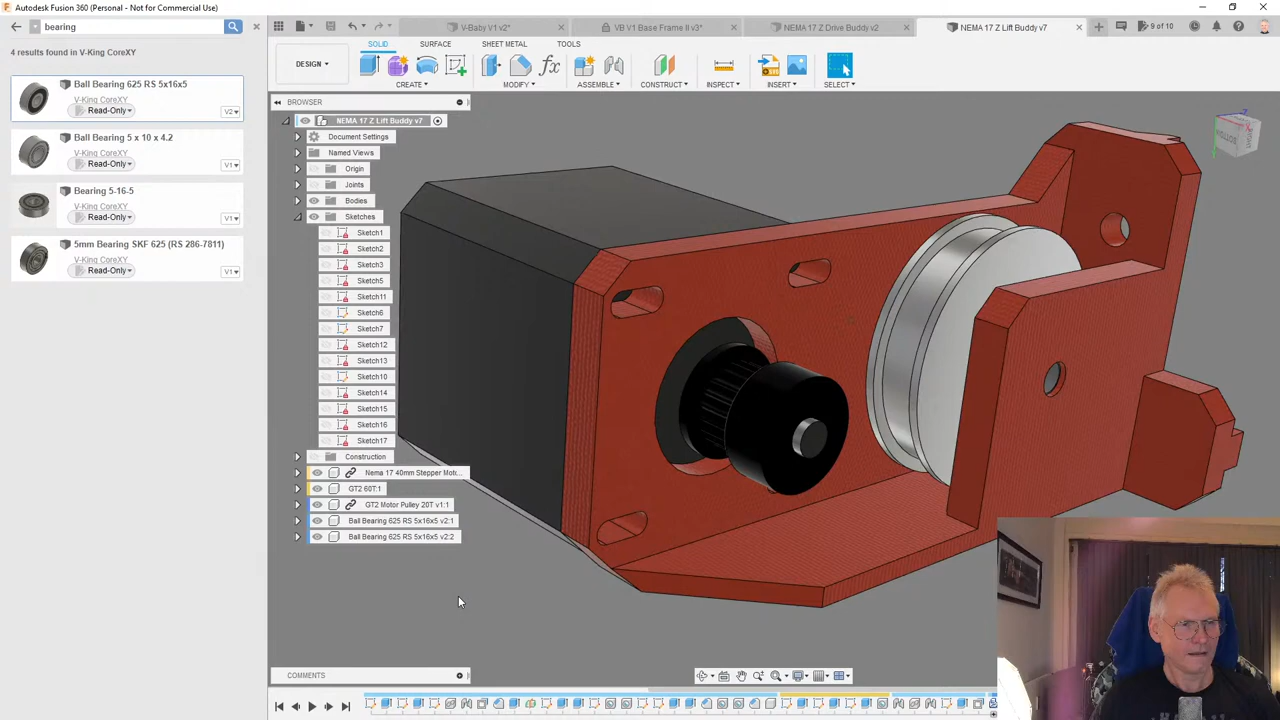 Autodesk Fusion 360 (Personal - Not for Commercial Use)
bearing
4 results found in V-King CoreXY
Ball Bearing 625 RS 5x16x5
V-King CoreXY
Read-Only
V2
Ball Bearing 5 x 10 x 4.2
V-King CoreXY
Read-Only
V1
Bearing 5-16-5
V-King CoreXY
Read-Only
V1
5mm Bearing SKF 625 (RS 286-7811)
V-King CoreXY
Read-Only
V1
V-Baby V1 v2*
VB V1 Base Frame II v3*
NEMA 17 Z Drive Buddy v2
NEMA 17 Z Lift Buddy v7
9 of 10
SOLID
SURFACE
SHEET METAL
TOOLS
DESIGN
CREATE
MODIFY
ASSEMBLE
CONSTRUCT
INSPECT
INSERT
SELECT
BROWSER
NEMA 17 Z Lift Buddy v7
Document Settings
Named Views
Origin
Joints
Bodies
Sketches
Sketch1
Sketch2
Sketch3
Sketch5
Sketch11
Sketch6
Sketch7
Sketch12
Sketch13
Sketch10
Sketch14
Sketch15
Sketch16
Sketch17
Construction
Nema 17 40mm Stepper Moto...
GT2 60T:1
GT2 Motor Pulley 20T v1:1
Ball Bearing 625 RS 5x16x5 v2:1
Ball Bearing 625 RS 5x16x5 v2:2
BOTTOM
COMMENTS